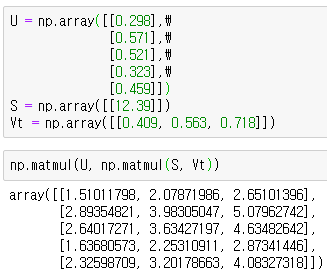 U = np.array([[0.298],₩
[0.571],₩
[0.521],₩
[0.323],₩
[0.459]])
S = np.array([[12.39]])
Vt = np.array([[0.409, 0.563, 0.718]])
np.matmul(U, np.matmul(S, Vt))
array([[1.51011798, 2.07871986, 2.65101396],
[2.89354821, 3.98305047, 5.07962742],
[2.64017271, 3.63427197, 4.63482642],
[1.63680573, 2.25310911, 2.87341446],
[2.32598709, 3.20178663, 4.08327318]])